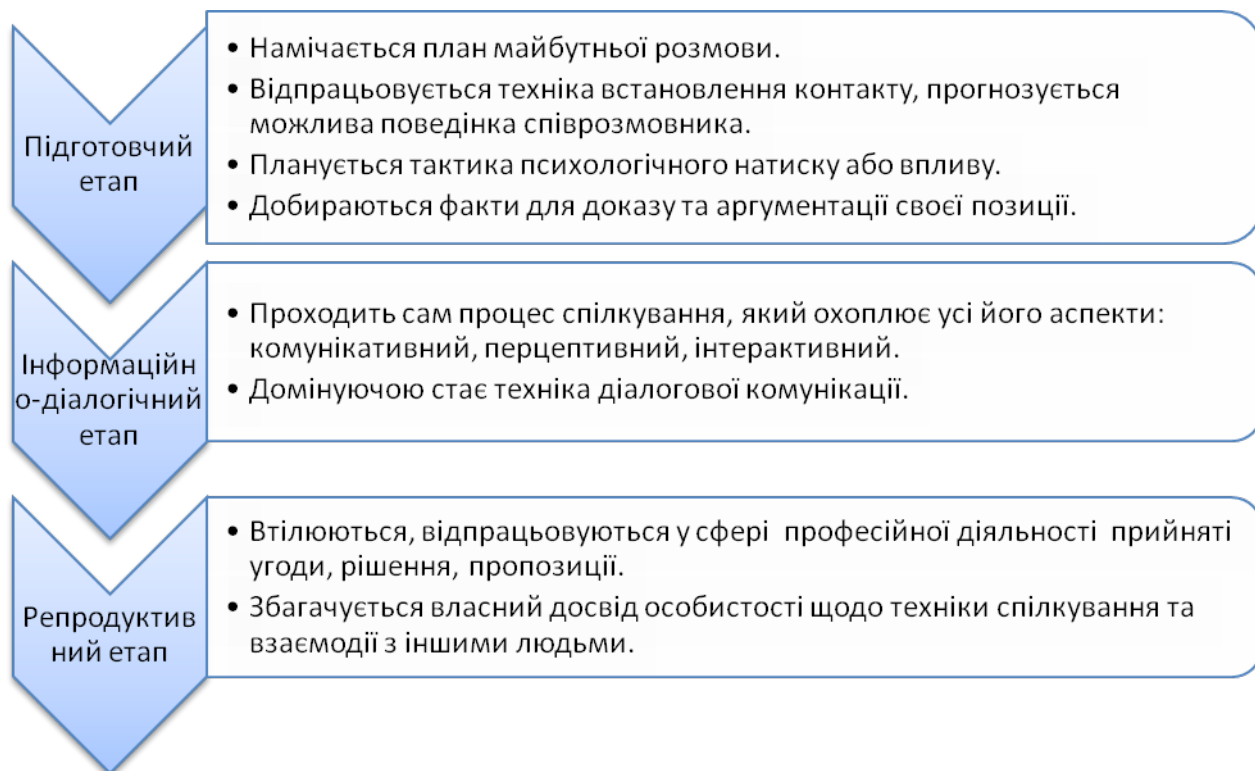 Підготовчий
етап
• Намічається план майбутньої розмови.
• Відпрацьовується техніка встановлення контакту, прогнозується
можлива поведінка співрозмовника.
• Планується тактика психологічного натиску або впливу.
• Добираються факти для доказу та аргументації своєї позиції.
Інформаційн
о-діалогічний
етап
• Проходить сам процес спілкування, який охоплює усі його аспекти:
комунікативний, перцептивний, інтерактивний.
• Домінуючою стає техніка діалогової комунікації.
Репродуктив
ний етап
• Втілюються, відпрацьовуються у сфері професійної діяльності прийняті
угоди, рішення, пропозиції.
• Збагачується власний досвід особистості щодо техніки спілкування та
взаємодії з іншими людьми.